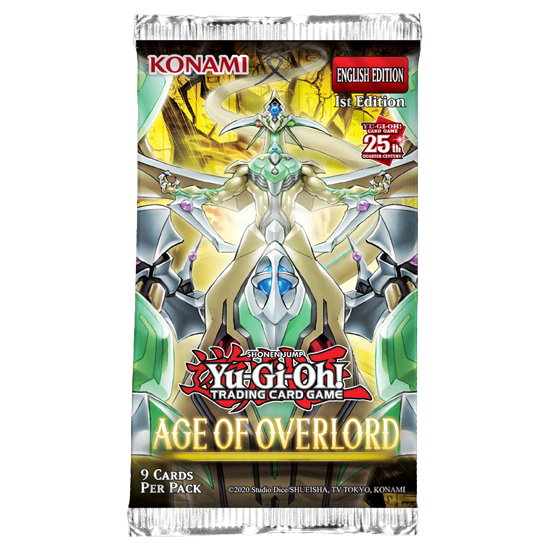 KONAMI
ENGLISH EDITION
1st Edition
YU-GI-OH!
CARD GAME
25th
QUARTER CENTURY
SHONEN JUMP
Yu-Gi-Oh!
TRADING CARD GAME
AGE OF OVERLORD
9 CARDS
PER PACK
©2020 Studio Dice/SHUEISHA, TV TOKYO, KONAMI